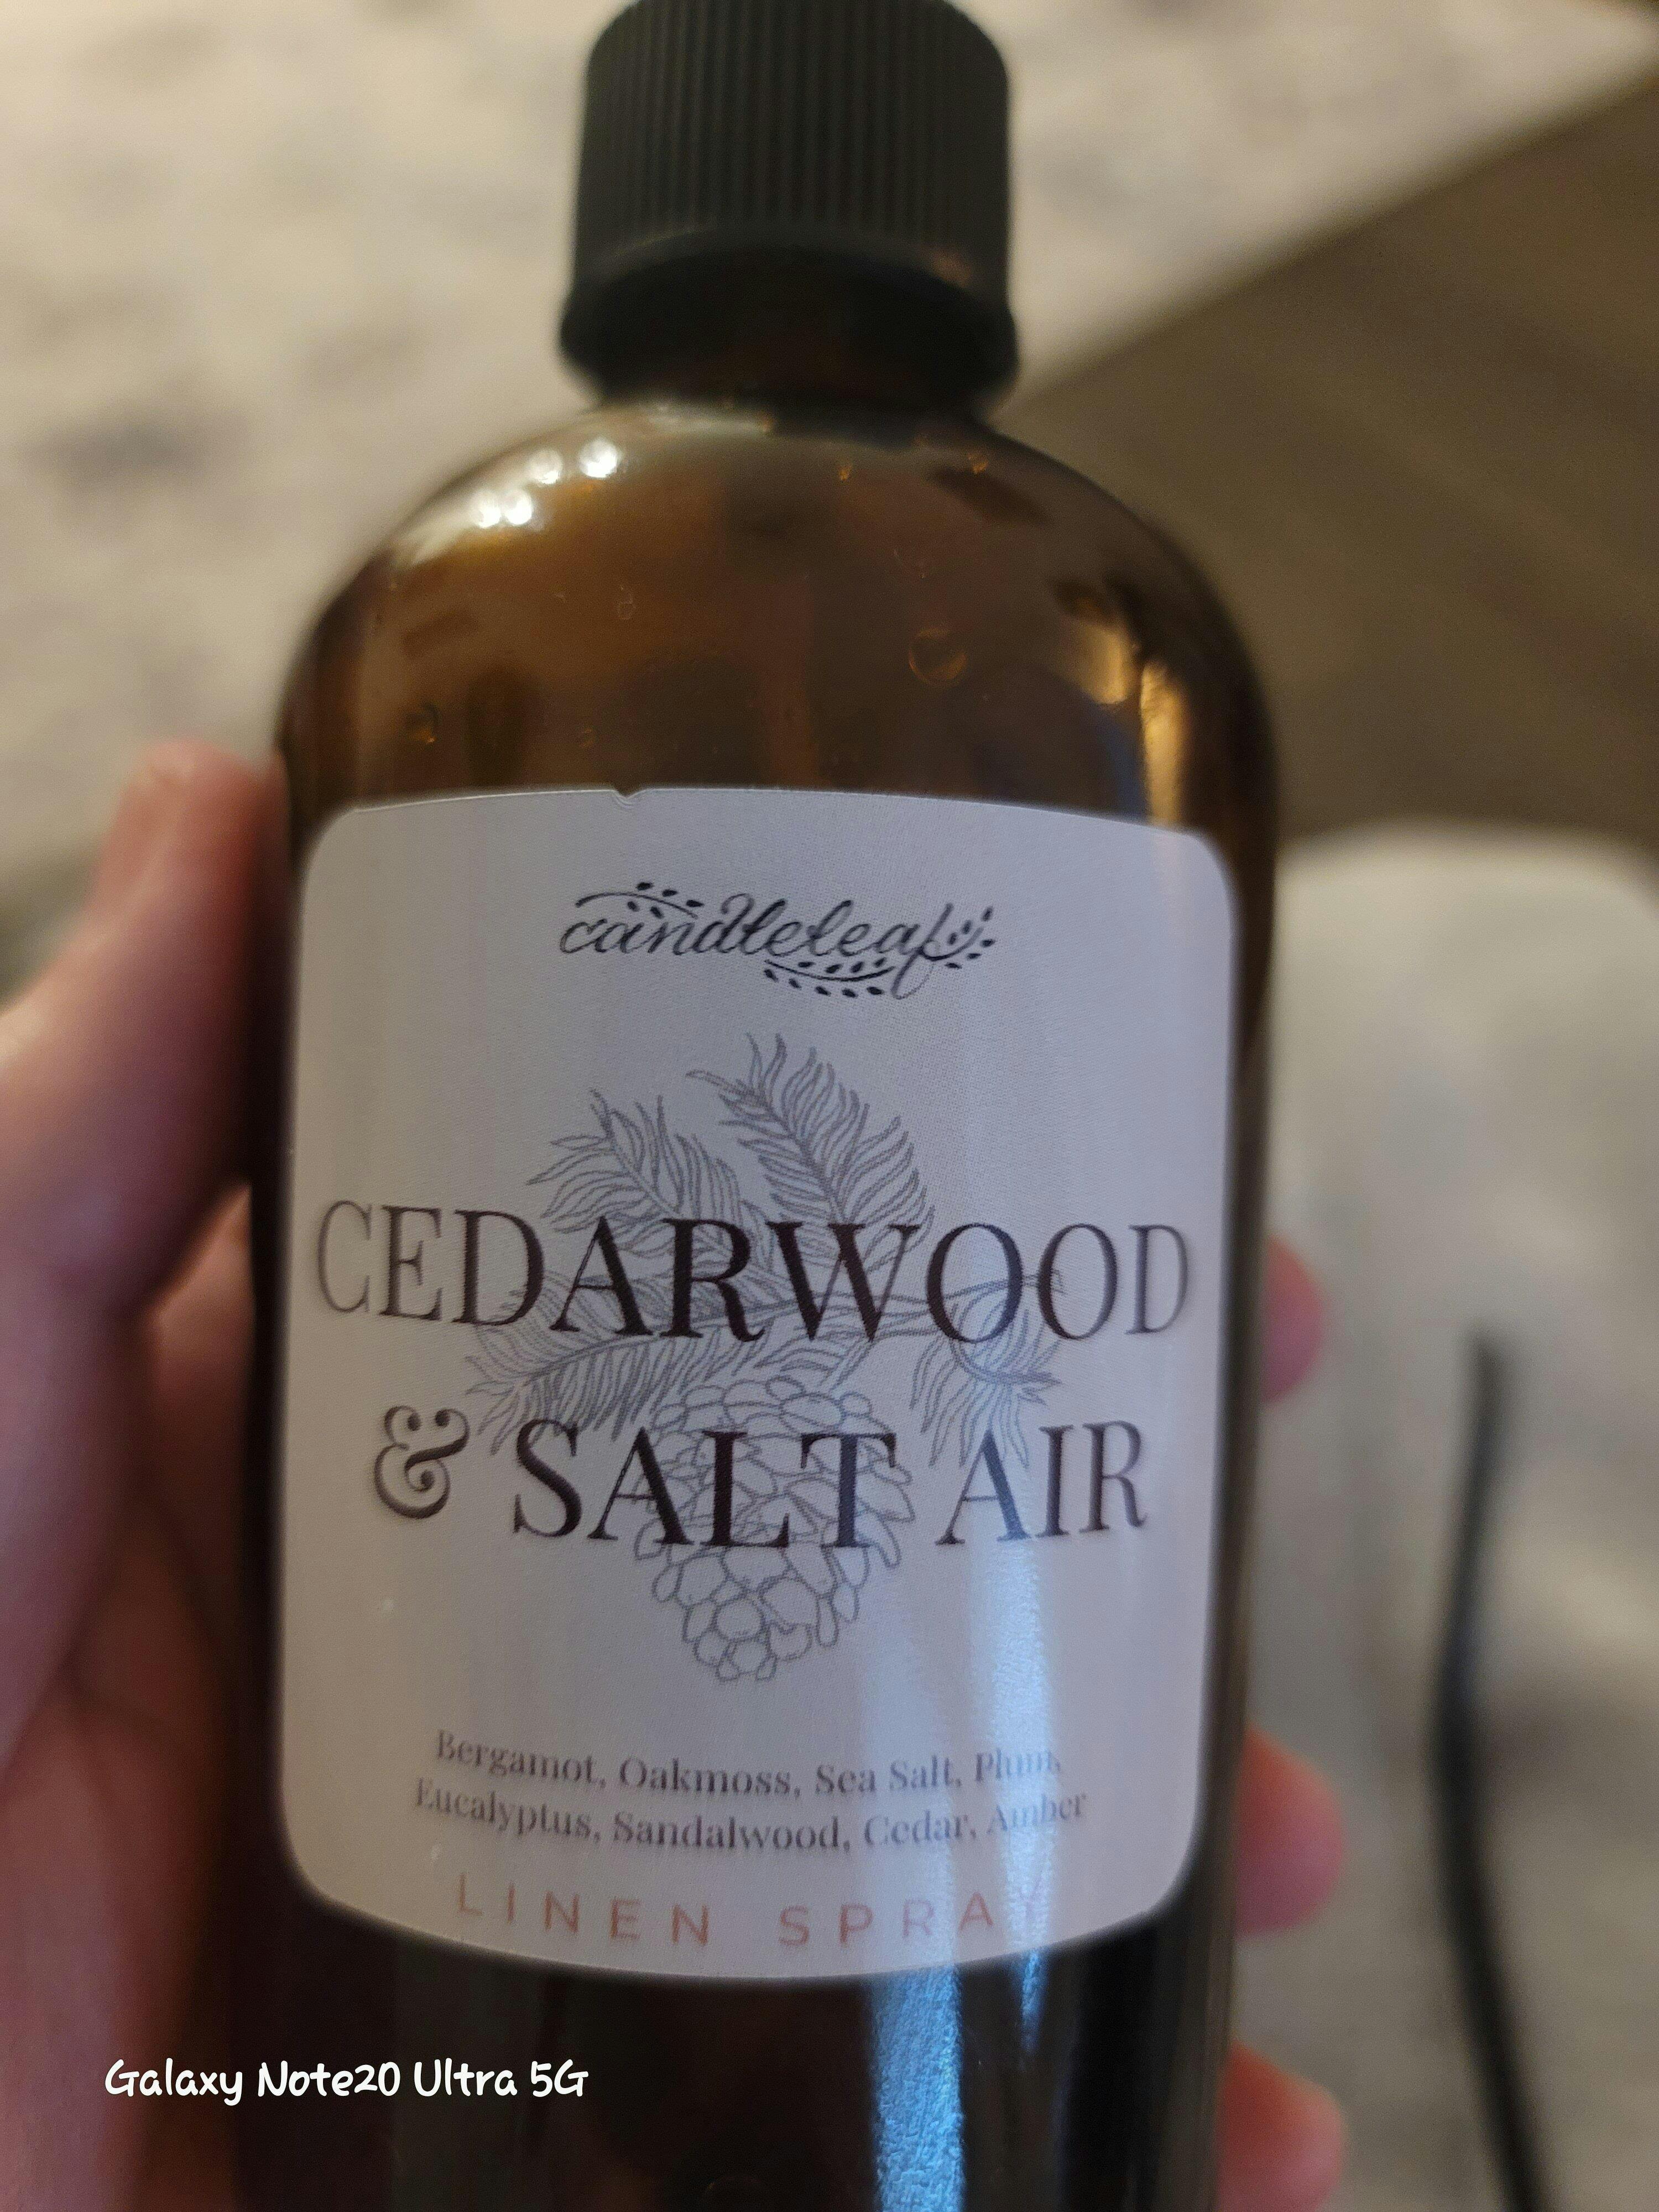 candleleaf
CEDARWOOD
& SALT AIR
Bergamot, Oakmoss, Sea Salt, Plum,
Eucalyptus, Sandalwood, Cedar, Amber
LINEN SPRAY
Galaxy Note20 Ultra 5G